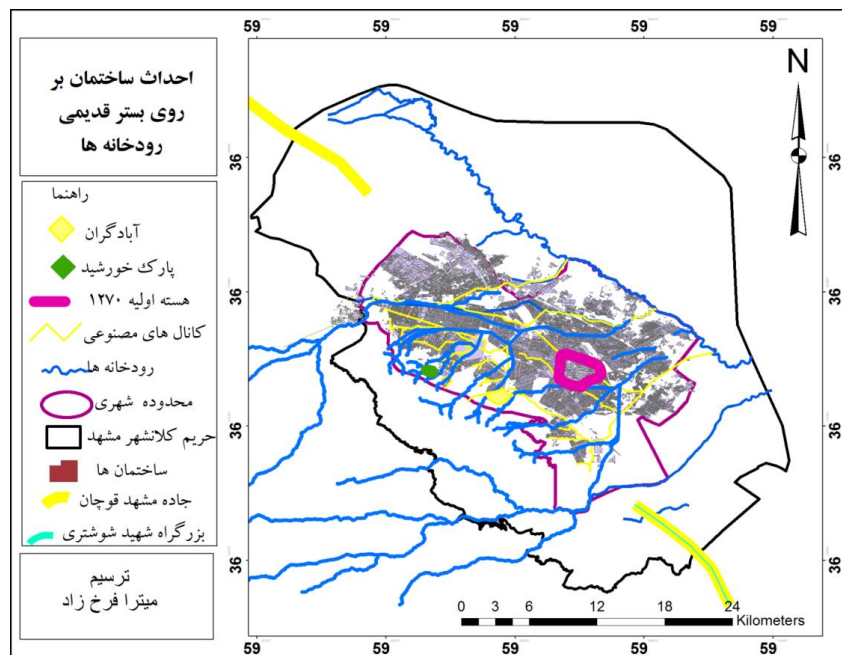 احداث ساختمان بر
روی بستر قدیمی
رودخانه ها
راهنما
آبادگران
پارک خورشید
هسته اولیه ۱۲۷۰
کانال های مصنوعی
رودخانه ها
محدوده شهری
حریم کلانشهر مشهد
ساختمان ها
جاده مشهد قوچان
بزرگراه شهید شوشتری
ترسیم
میترا فرخ زاد
59 59 59 59 59
N
36 36
36 36
36 36
36 36
0 3 6 12 18 24
Kilometers
59 59 59 59 59